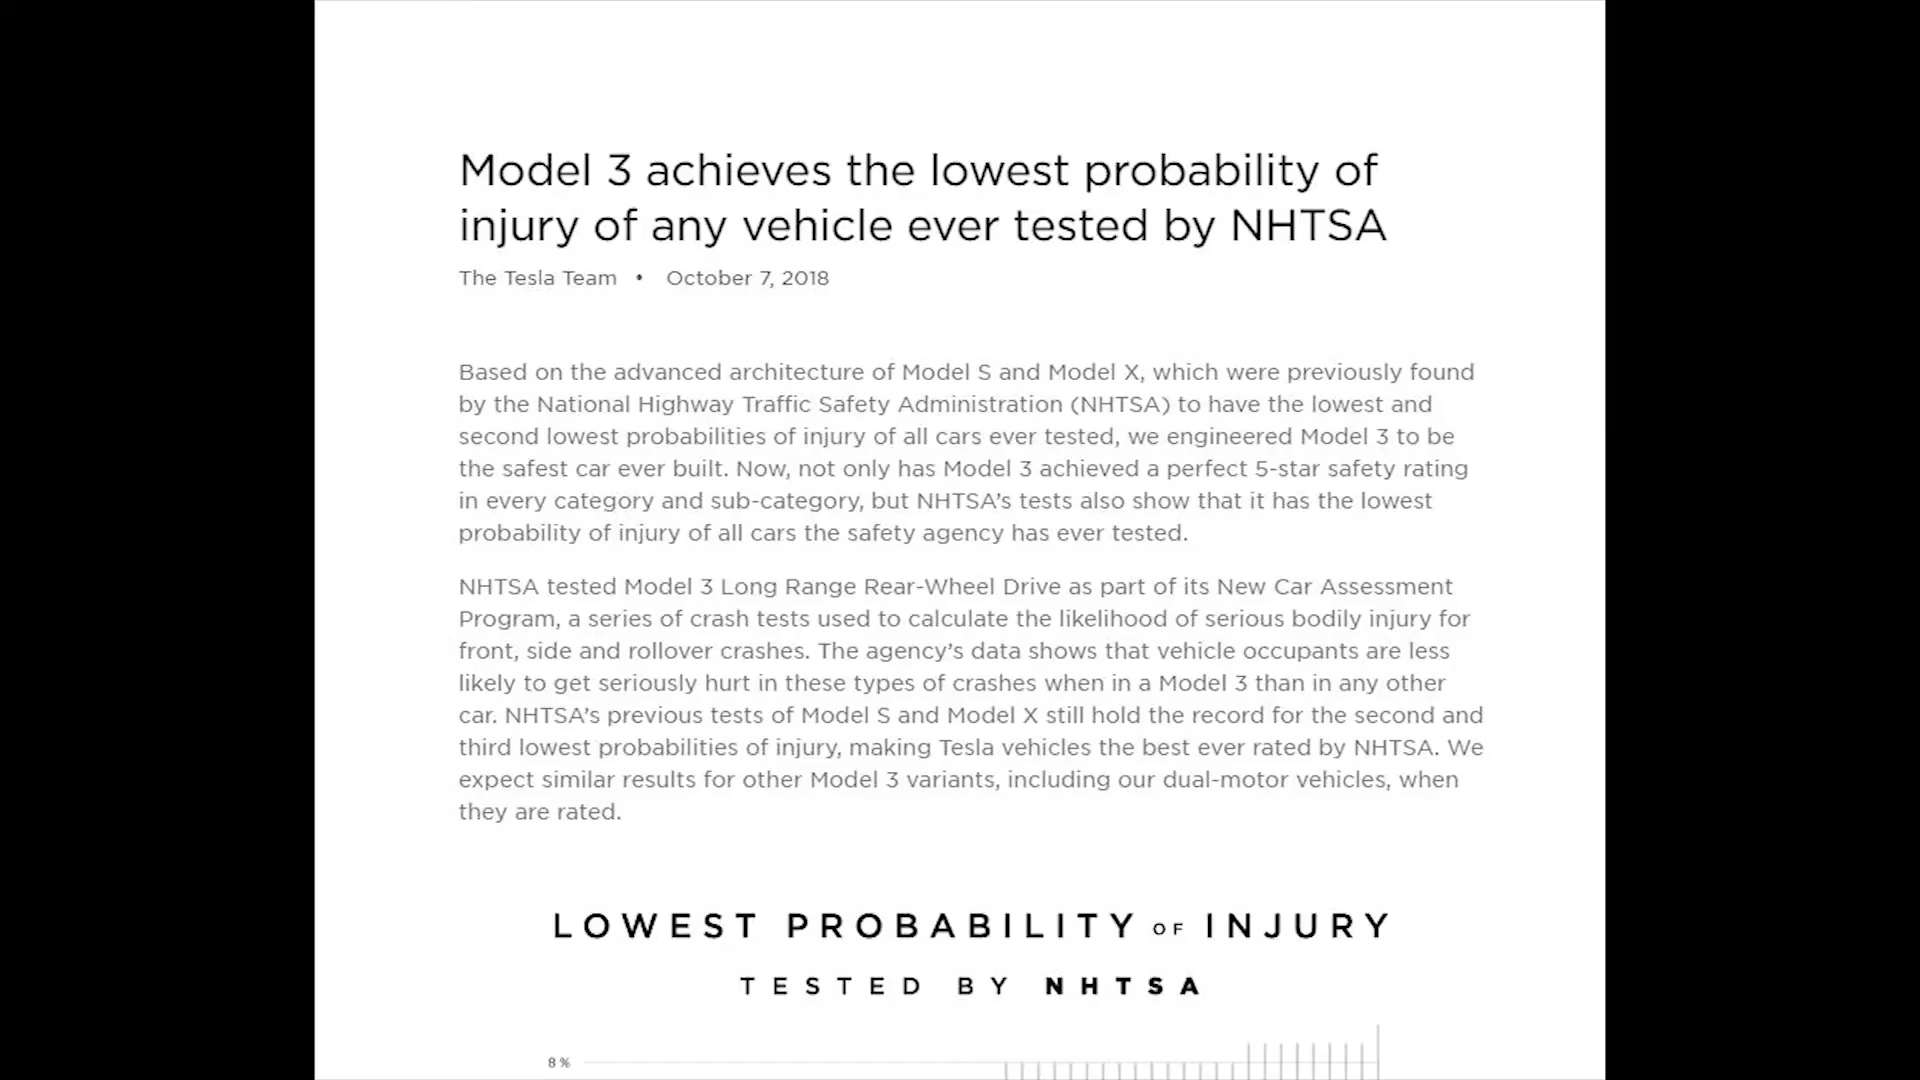 Model 3 achieves the lowest probability of
injury of any vehicle ever tested by NHTSA
The Tesla Team • October 7, 2018
Based on the advanced architecture of Model S and Model X, which were previously found
by the National Highway Traffic Safety Administration (NHTSA) to have the lowest and
second lowest probabilities of injury of all cars ever tested, we engineered Model 3 to be
the safest car ever built. Now, not only has Model 3 achieved a perfect 5-star safety rating
in every category and sub-category, but NHTSA’s tests also show that it has the lowest
probability of injury of all cars the safety agency has ever tested.
NHTSA tested Model 3 Long Range Rear-Wheel Drive as part of its New Car Assessment
Program, a series of crash tests used to calculate the likelihood of serious bodily injury for
front, side and rollover crashes. The agency’s data shows that vehicle occupants are less
likely to get seriously hurt in these types of crashes when in a Model 3 than in any other
car. NHTSA’s previous tests of Model S and Model X still hold the record for the second and
third lowest probabilities of injury, making Tesla vehicles the best ever rated by NHTSA. We
expect similar results for other Model 3 variants, including our dual-motor vehicles, when
they are rated.
LOWEST PROBABILITY OF INJURY
TESTED BY NHTSA
8 %